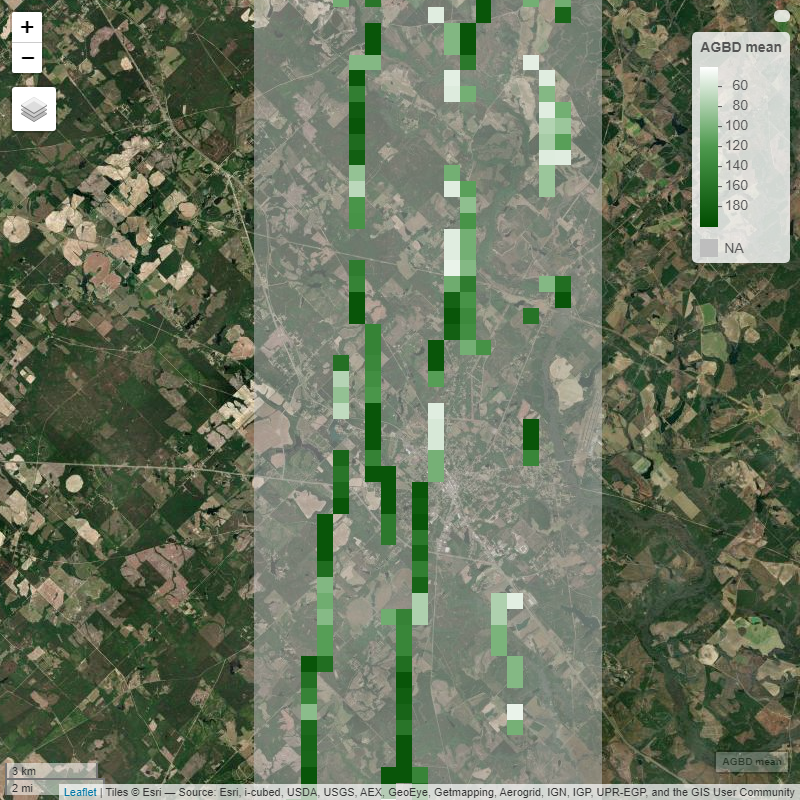 +
−
AGBD mean
60
80
100
120
140
160
180
NA
AGBD mean
3 km
2 mi
Leaflet | Tiles © Esri — Source: Esri, i-cubed, USDA, USGS, AEX, GeoEye, Getmapping, Aerogrid, IGN, IGP, UPR-EGP, and the GIS User Community